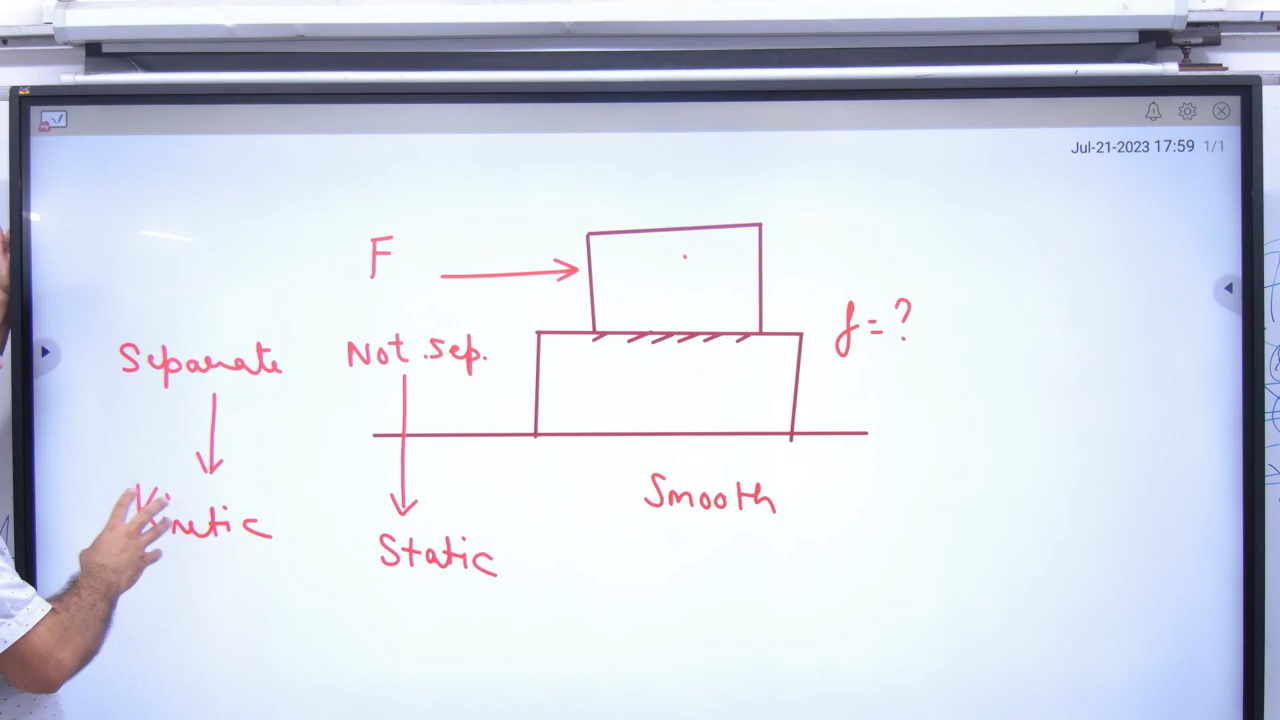 Jul-21-2023 17:59 1/1
F
f = ?
Separate
Not sep.
Kinetic
Static
Smooth